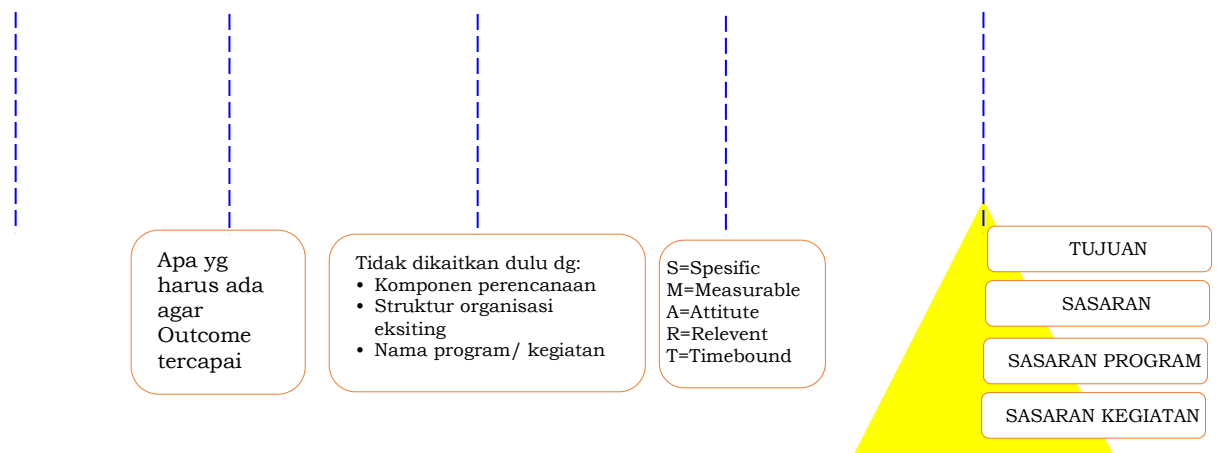 Apa yg
harus ada
agar
Outcome
tercapai
Tidak dikaitkan dulu dg:
• Komponen perencanaan
• Struktur organisasi
eksiting
• Nama program/ kegiatan
S=Spesific
M=Measurable
A=Attitute
R=Relevent
T=Timebound
TUJUAN
SASARAN
SASARAN PROGRAM
SASARAN KEGIATAN